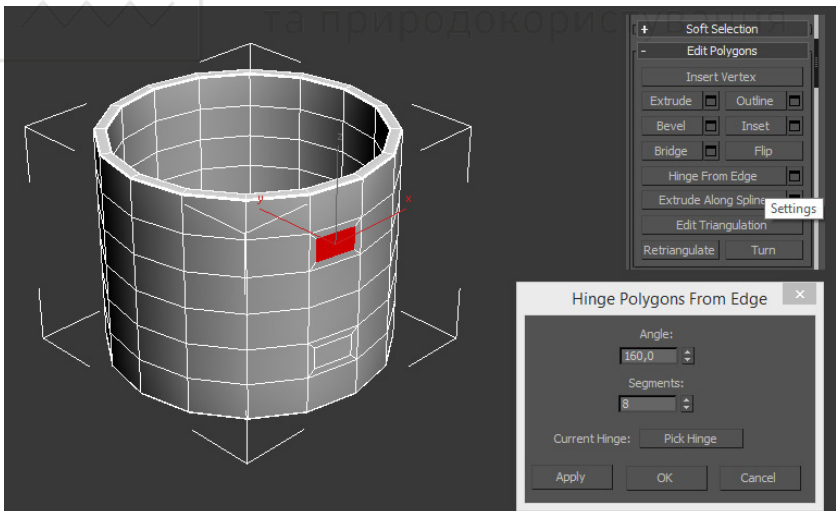 та природокористування
+ Soft Selection
- Edit Polygons
Insert Vertex
Extrude Outline
Bevel Inset
Bridge Flip
Hinge From Edge
Extrude Along Spline
Settings
Edit Triangulation
Retriangulate Turn
Hinge Polygons From Edge x
Angle:
160,0
Segments:
8
Current Hinge: Pick Hinge
Apply OK Cancel
z
y
x